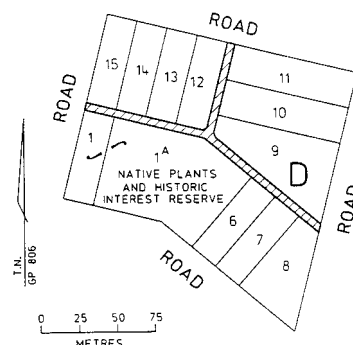 ROAD
15
14
13
12
11
10
9
D
ROAD
1
1A
NATIVE PLANTS
AND HISTORIC
INTEREST RESERVE
6
7
8
ROAD
ROAD
T.N.
GP 806
0 25 50 75
METRES